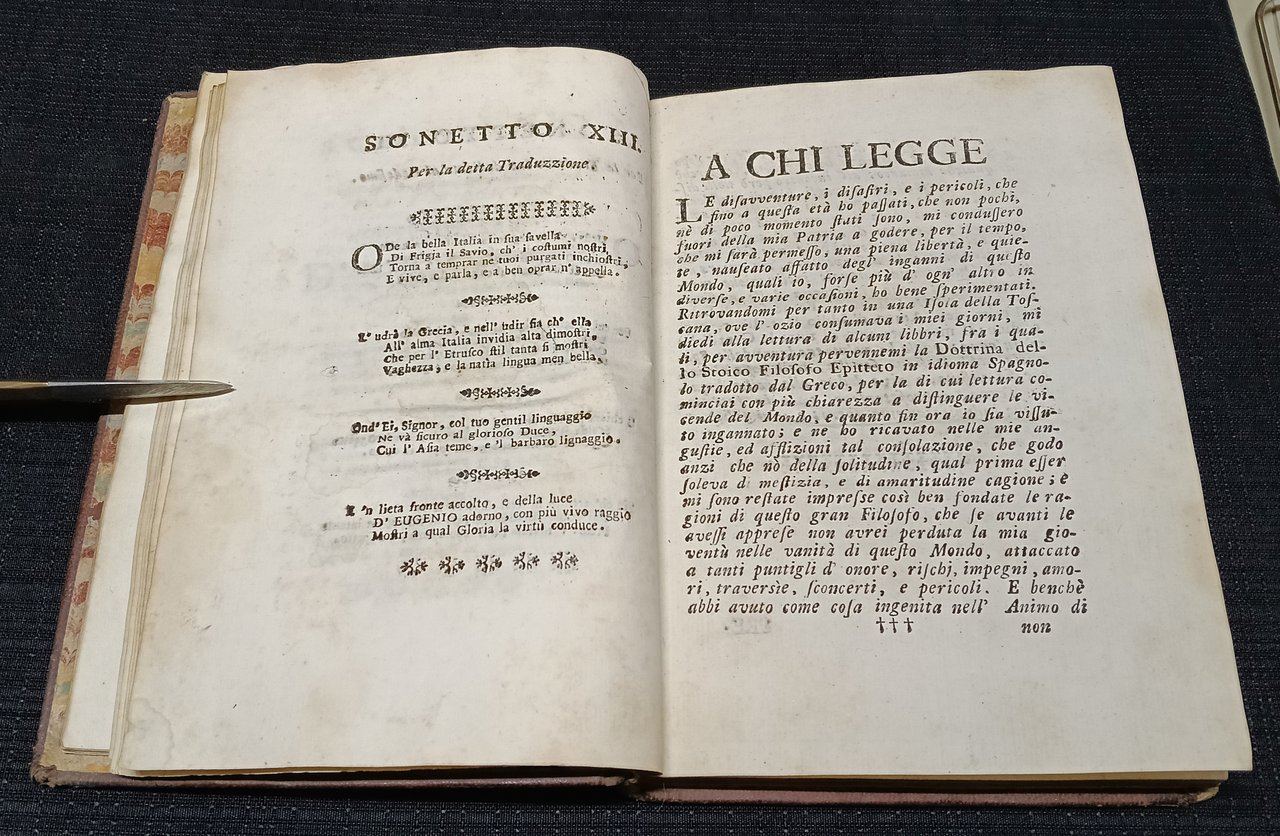 SONETTO XIII.
Per la detta Traduzzione.
ODe la bella Italia in sua favella
Di Frigia il Savio, ch' i costumi nostri,
Torna a temprar ne tuoi purgati inchiostri,
E vive, e parla, e a ben oprar n' appella.
L' udrà la Grecia, e nell' udir fia ch' ella
All' alma Italia invidia alta dimostri,
Che per l' Etrusco stil tanta si mostri
Vaghezza, e la natia lingua men bella.
Ond' Ei, Signor, col tuo gentil linguaggio
Ne và sicuro al glorioso Duce,
Cui l' Asia teme, e 'l barbaro lignaggio.
E 'n lieta fronte accolto, e della luce
D' EUGENIO adorno, con più vivo raggio
Mostri a qual Gloria la virtù conduce.
A CHI LEGGE
LE disavventure, i disastri, e i pericoli, che
fino a questa età ho passati, che non pochi,
nè di poco momento stati sono, mi condussero
fuori della mia Patria a godere, per il tempo,
che mi sarà permesso, una piena libertà, e quie-
te, nauseato affatto degl' inganni di questo
Mondo, quali io, forse più d' ogn' altro in
diverse, e varie occasioni, ho bene sperimentati.
Ritrovandomi per tanto in una Isola della Tos-
cana, ove l' ozio consumava i miei giorni, mi
diedi alla lettura di alcuni libbri, fra i qua-
li, per avventura pervennemi la Dottrina del-
lo Stoico Filosofo Epitteto in idioma Spagno-
lo tradotto dal Greco, per la di cui lettura co-
minciai con più chiarezza a distinguere le vi-
cende del Mondo, e quanto fin ora io sia vissu-
to ingannato; e ne ho ricavato nelle mie an-
gustie, ed afflizioni tal consolazione, che godo
anzi che nò della solitudine, qual prima esser
soleva di mestizia, e di amaritudine cagione; e
mi sono restate impresse così ben fondate le ra-
gioni di questo gran Filosofo, che se avanti le
avessi apprese non avrei perduta la mia gio-
ventù nelle vanità di questo Mondo, attaccato
a tanti puntigli d' onore, rischj, impegni, amo-
ri, traversìe, sconcerti, e pericoli. E benchè
abbi avuto come cosa ingenita nell' Animo di
††† non